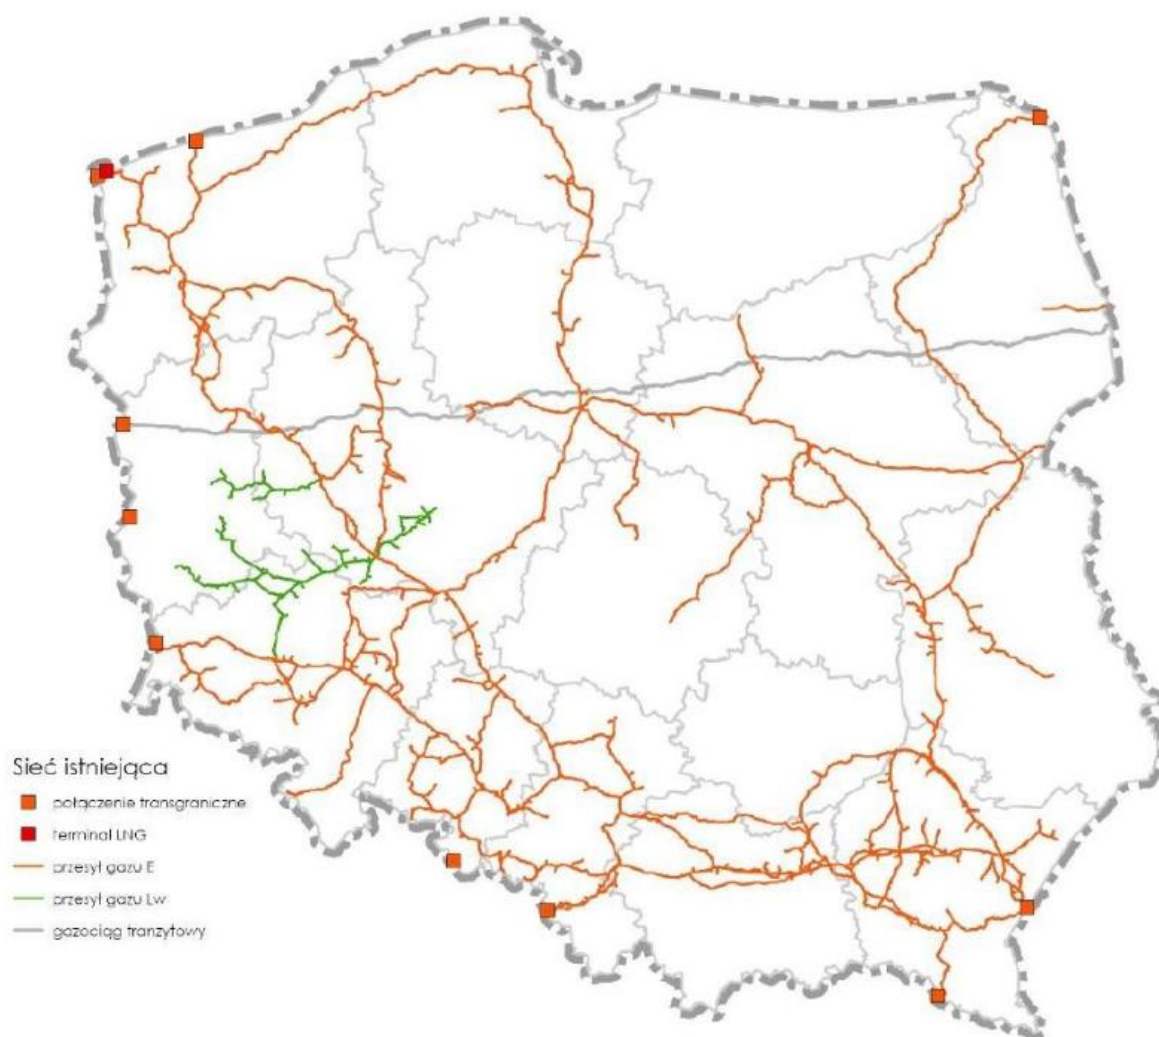 Sieć istniejąca
połączenie transgraniczne
terminal LNG
przesył gazu E
przesył gazu Lw
gazociąg tranzytowy